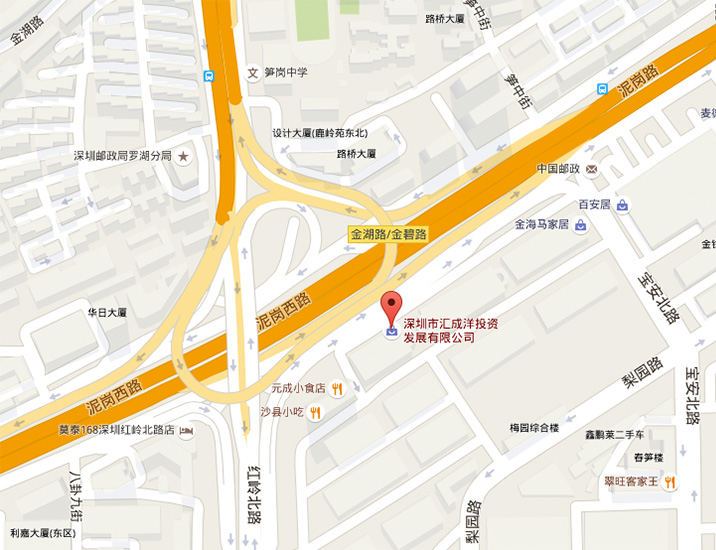 金湖路
路桥大厦
笋中街
笋岗中学
笋中街
泥岗路
设计大厦(鹿岭苑东北)
路桥大厦
深圳邮政局罗湖分局
中国邮政
百安居
金海马家居
金湖路/金碧路
宝安北路
华日大厦
泥岗西路
深圳市汇成洋投资
发展有限公司
梨园路
宝安北路
泥岗西路
元成小食店
沙县小吃
莫泰168深圳红岭北路店
梅园综合楼
鑫鹏莱二手车
春笋楼
翠旺客家王
八卦九街
红岭北路
梨园路
利嘉大厦(东区)